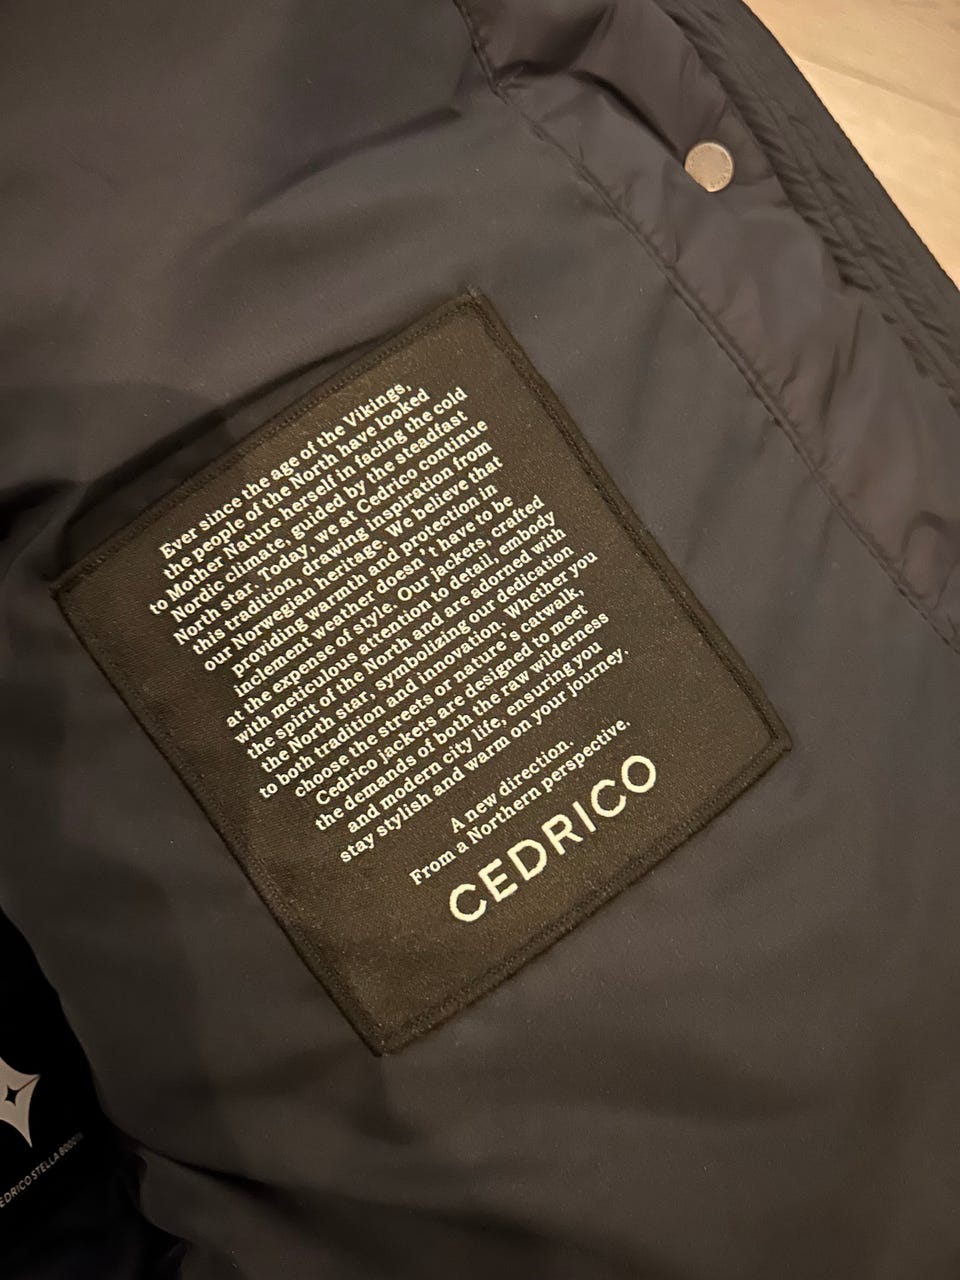 Ever since the age of the Vikings,
the people of the North have looked
to Mother Nature herself in facing the cold
Nordic climate, guided by the steadfast
North star. Today, we at Cedrico continue
this tradition, drawing inspiration from
our Norwegian heritage. We believe that
providing warmth and protection in
inclement weather doesn't have to be
at the expense of style. Our jackets, crafted
with meticulous attention to detail, embody
the spirit of the North and are adorned with
the North star, symbolizing our dedication
to both tradition and innovation. Whether you
choose the streets or nature's catwalk,
Cedrico jackets are designed to meet
the demands of both the raw wilderness
and modern city life, ensuring you
stay stylish and warm on your journey.
A new direction.
From a Northern perspective.
CEDRICO
EDRICO STELLA